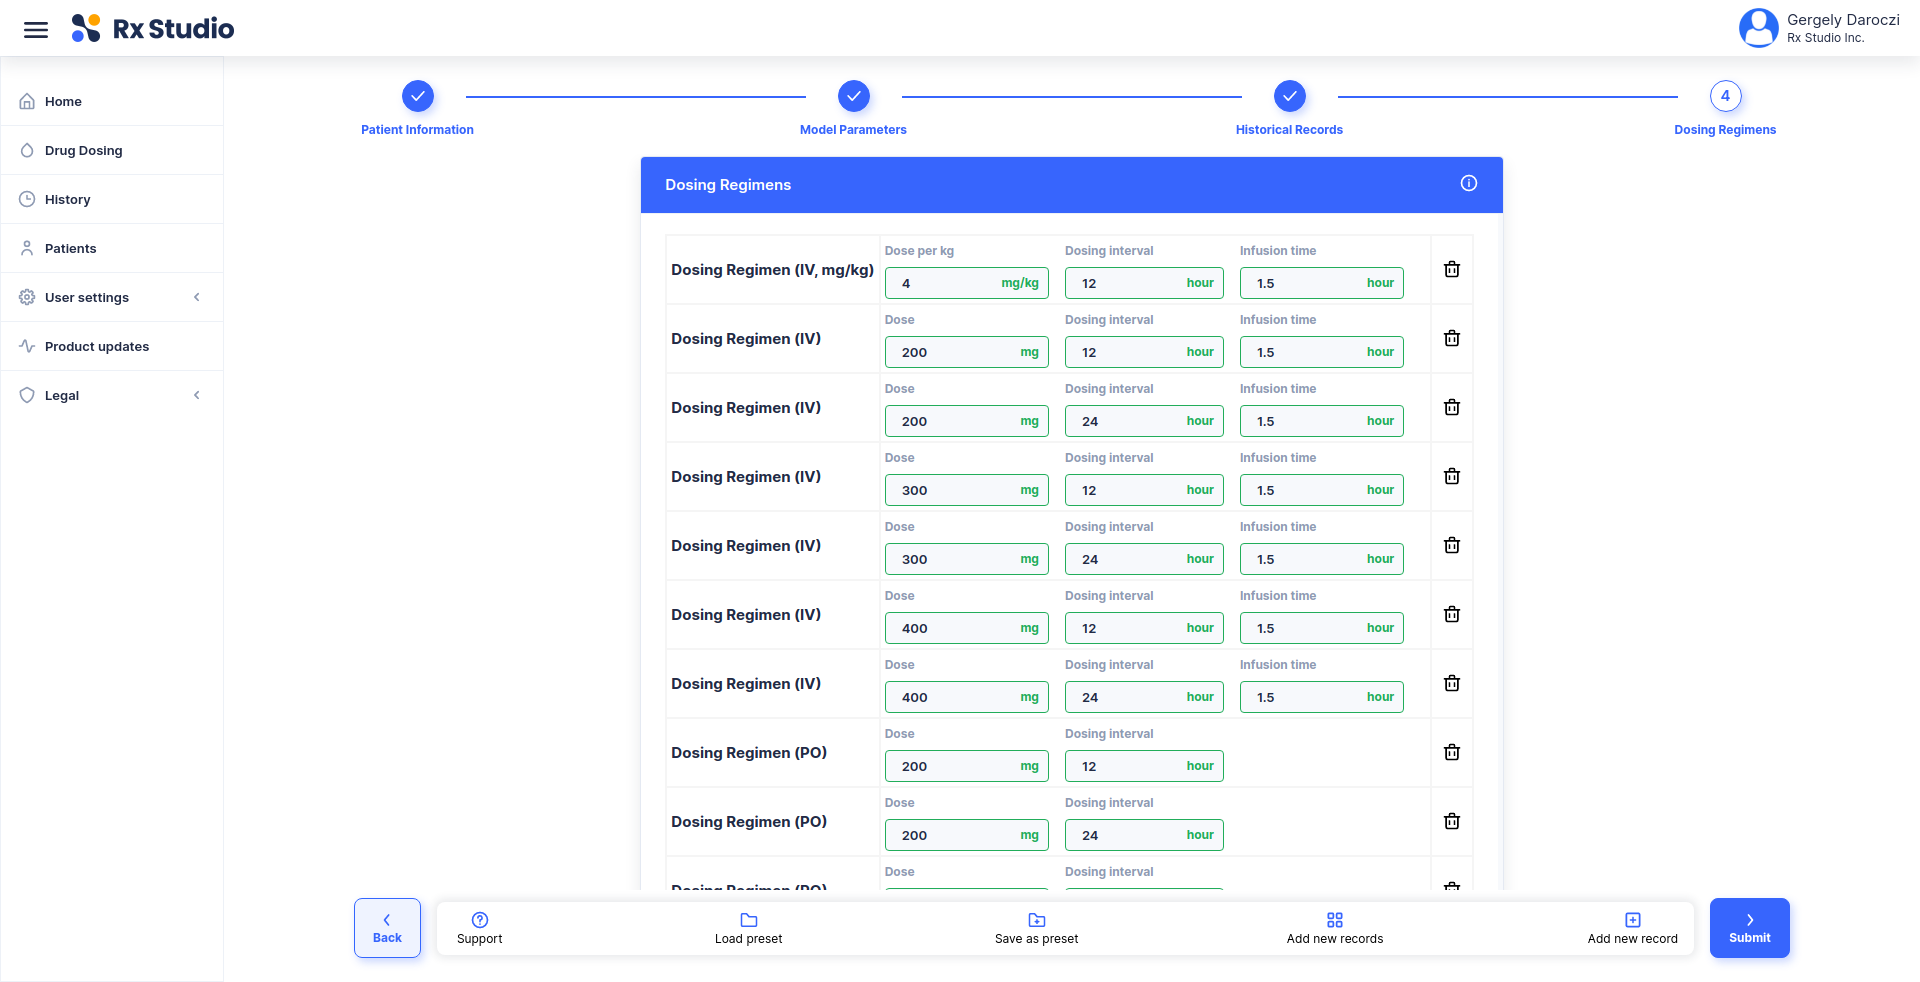 Rx Studio
Gergely Daroczi
Rx Studio Inc.
Home
Drug Dosing
History
Patients
User settings
Product updates
Legal
4
Patient Information
Model Parameters
Historical Records
Dosing Regimens
Dosing Regimens
Dose per kg Dosing interval Infusion time
Dosing Regimen (IV, mg/kg)
4 mg/kg 12 hour 1.5 hour
Dose Dosing interval Infusion time
Dosing Regimen (IV)
200 mg 12 hour 1.5 hour
Dose Dosing interval Infusion time
Dosing Regimen (IV)
200 mg 24 hour 1.5 hour
Dose Dosing interval Infusion time
Dosing Regimen (IV)
300 mg 12 hour 1.5 hour
Dose Dosing interval Infusion time
Dosing Regimen (IV)
300 mg 24 hour 1.5 hour
Dose Dosing interval Infusion time
Dosing Regimen (IV)
400 mg 12 hour 1.5 hour
Dose Dosing interval Infusion time
Dosing Regimen (IV)
400 mg 24 hour 1.5 hour
Dose Dosing interval
Dosing Regimen (PO)
200 mg 12 hour
Dose Dosing interval
Dosing Regimen (PO)
200 mg 24 hour
Dose Dosing interval
Dosing Regimen (PO)
Back
Support
Load preset
Save as preset
Add new records
Add new record
Submit